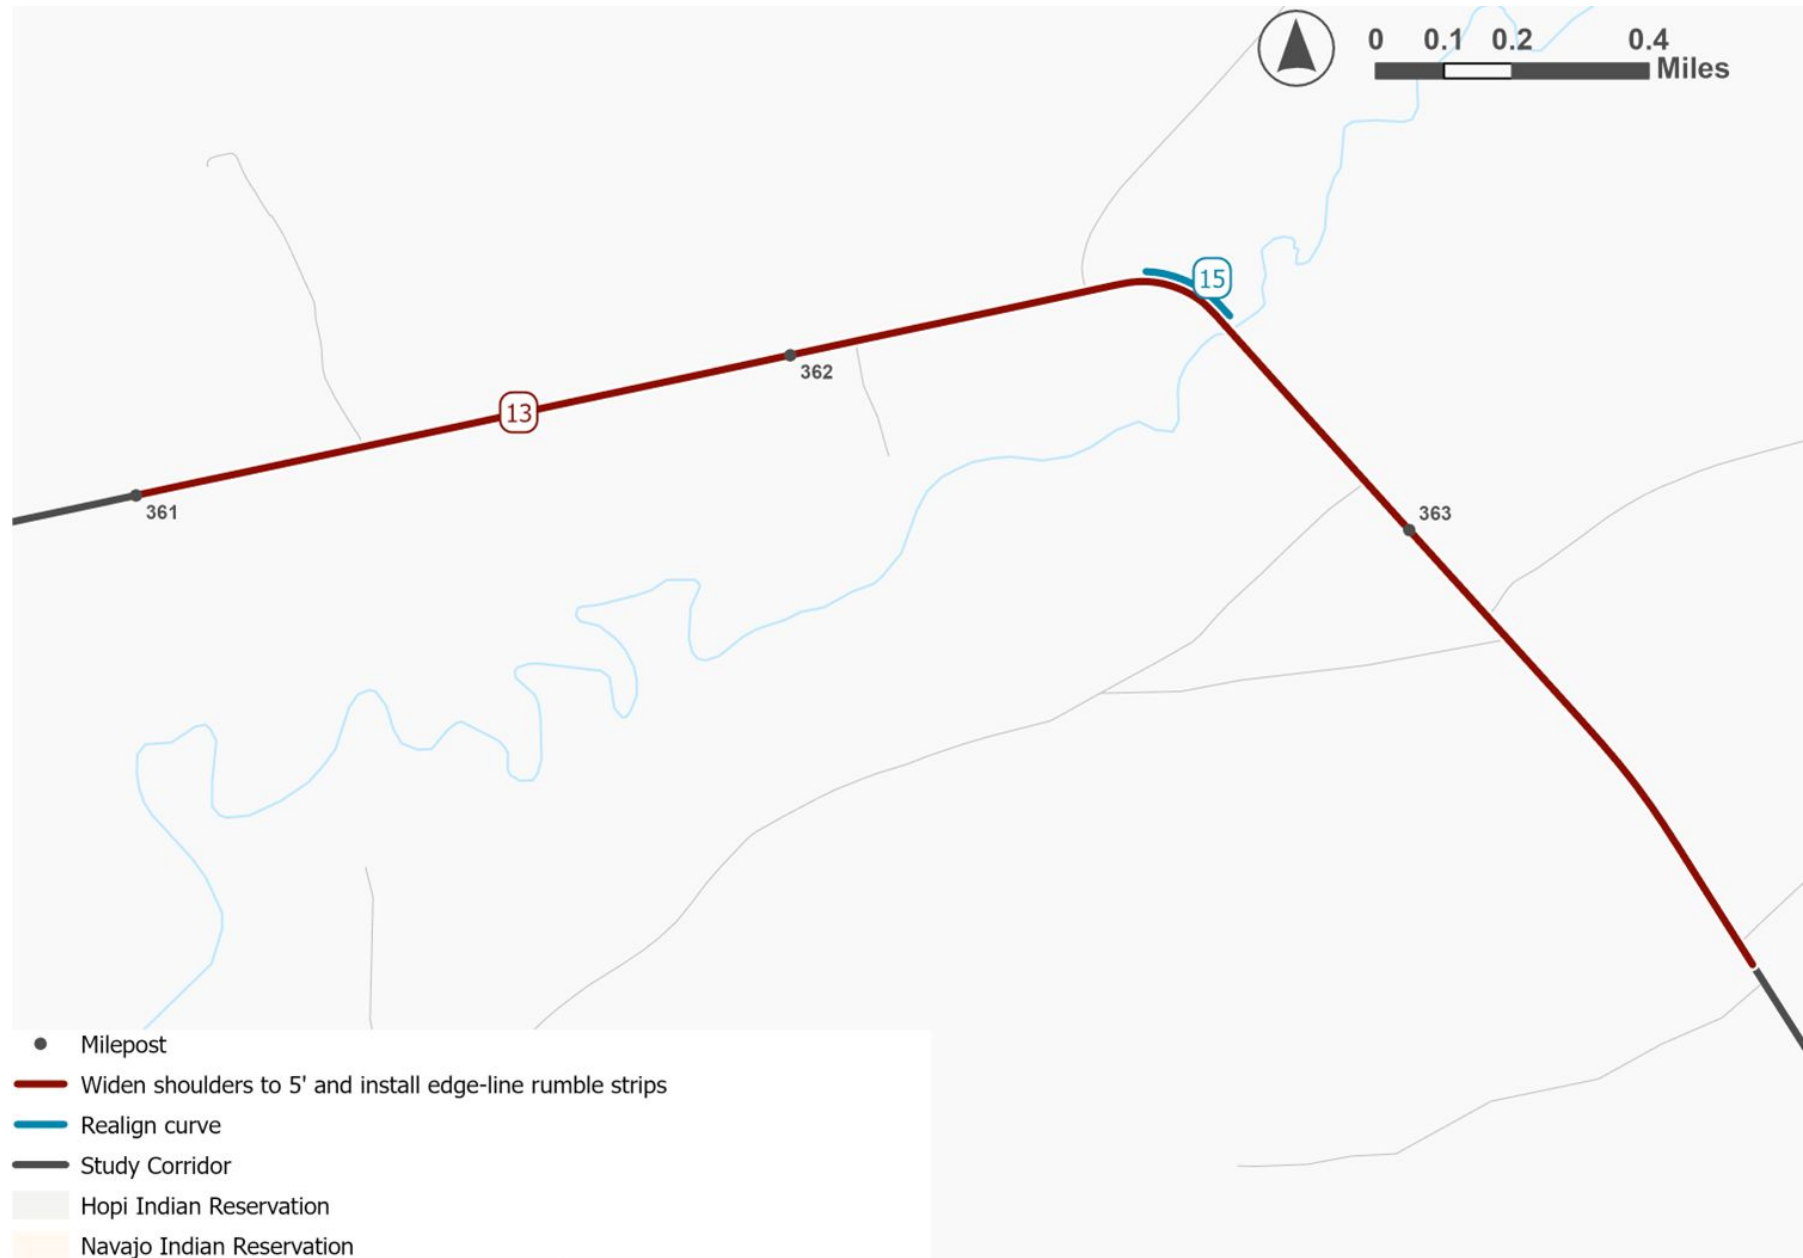 0 0.1 0.2 0.4
Miles
15
362
13
361
363
Milepost
Widen shoulders to 5' and install edge-line rumble strips
Realign curve
Study Corridor
Hopi Indian Reservation
Navajo Indian Reservation